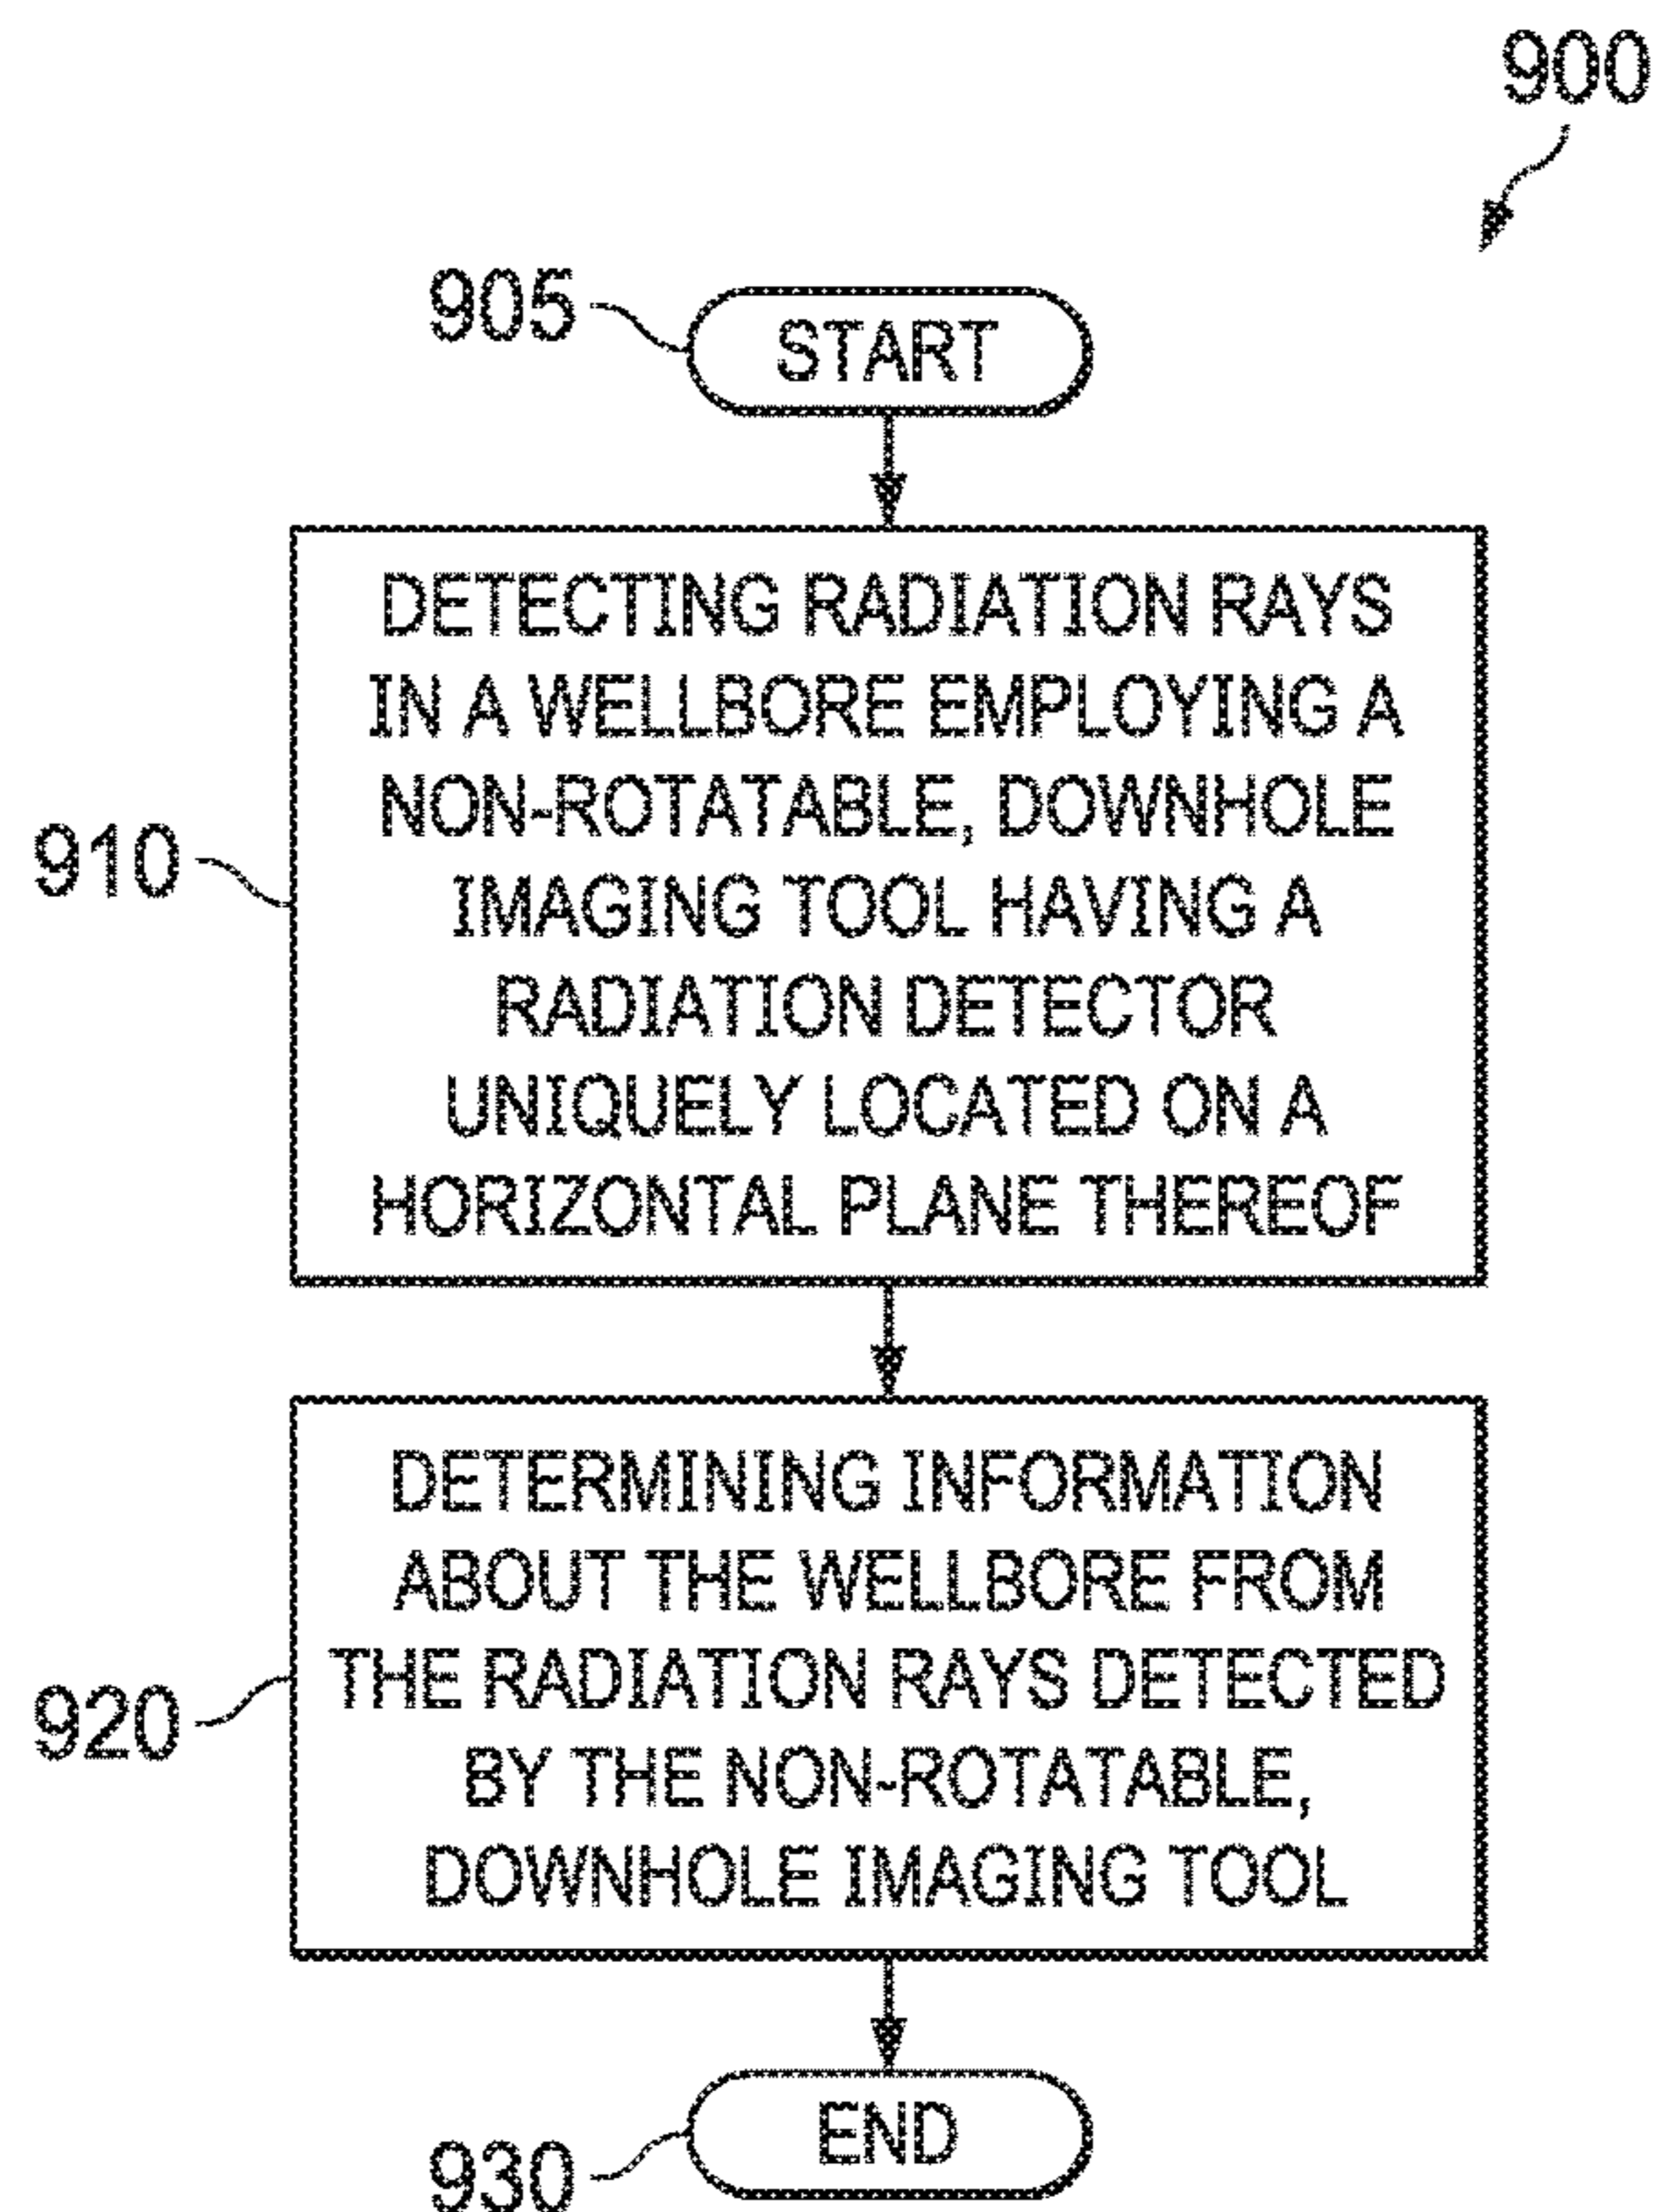 900
905
START
DETECTING RADIATION RAYS
IN A WELLBORE EMPLOYING A
NON-ROTATABLE, DOWNHOLE
IMAGING TOOL HAVING A
RADIATION DETECTOR
UNIQUELY LOCATED ON A
HORIZONTAL PLANE THEREOF
910
DETERMINING INFORMATION
ABOUT THE WELLBORE FROM
THE RADIATION RAYS DETECTED
BY THE NON-ROTATABLE,
DOWNHOLE IMAGING TOOL
920
END
930